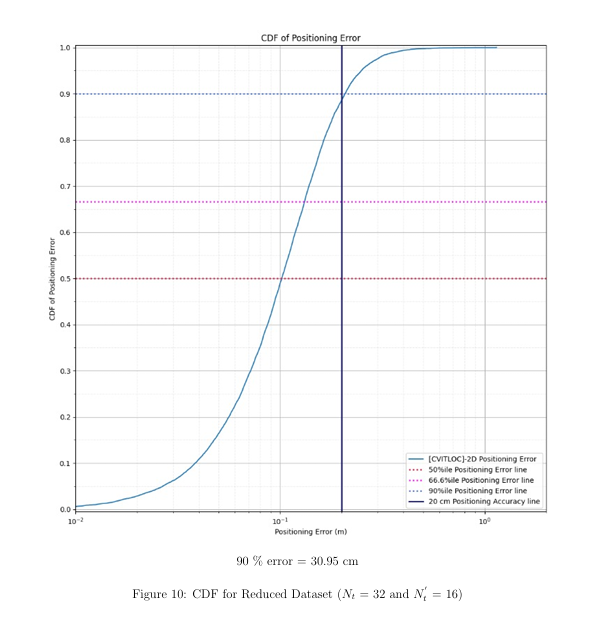 CDF of Positioning Error
CDF of Positioning Error
1.0
0.9
0.8
0.7
0.6
0.5
0.4
0.3
0.2
0.1
0.0
10⁻²
10⁻¹
10⁰
Positioning Error (m)
[CVITLOC]-2D Positioning Error
50%ile Positioning Error line
66.6%ile Positioning Error line
90%ile Positioning Error line
20 cm Positioning Accuracy line
90 % error = 30.95 cm
Figure 10: CDF for Reduced Dataset (Nₜ = 32 and Nₜ′ = 16)